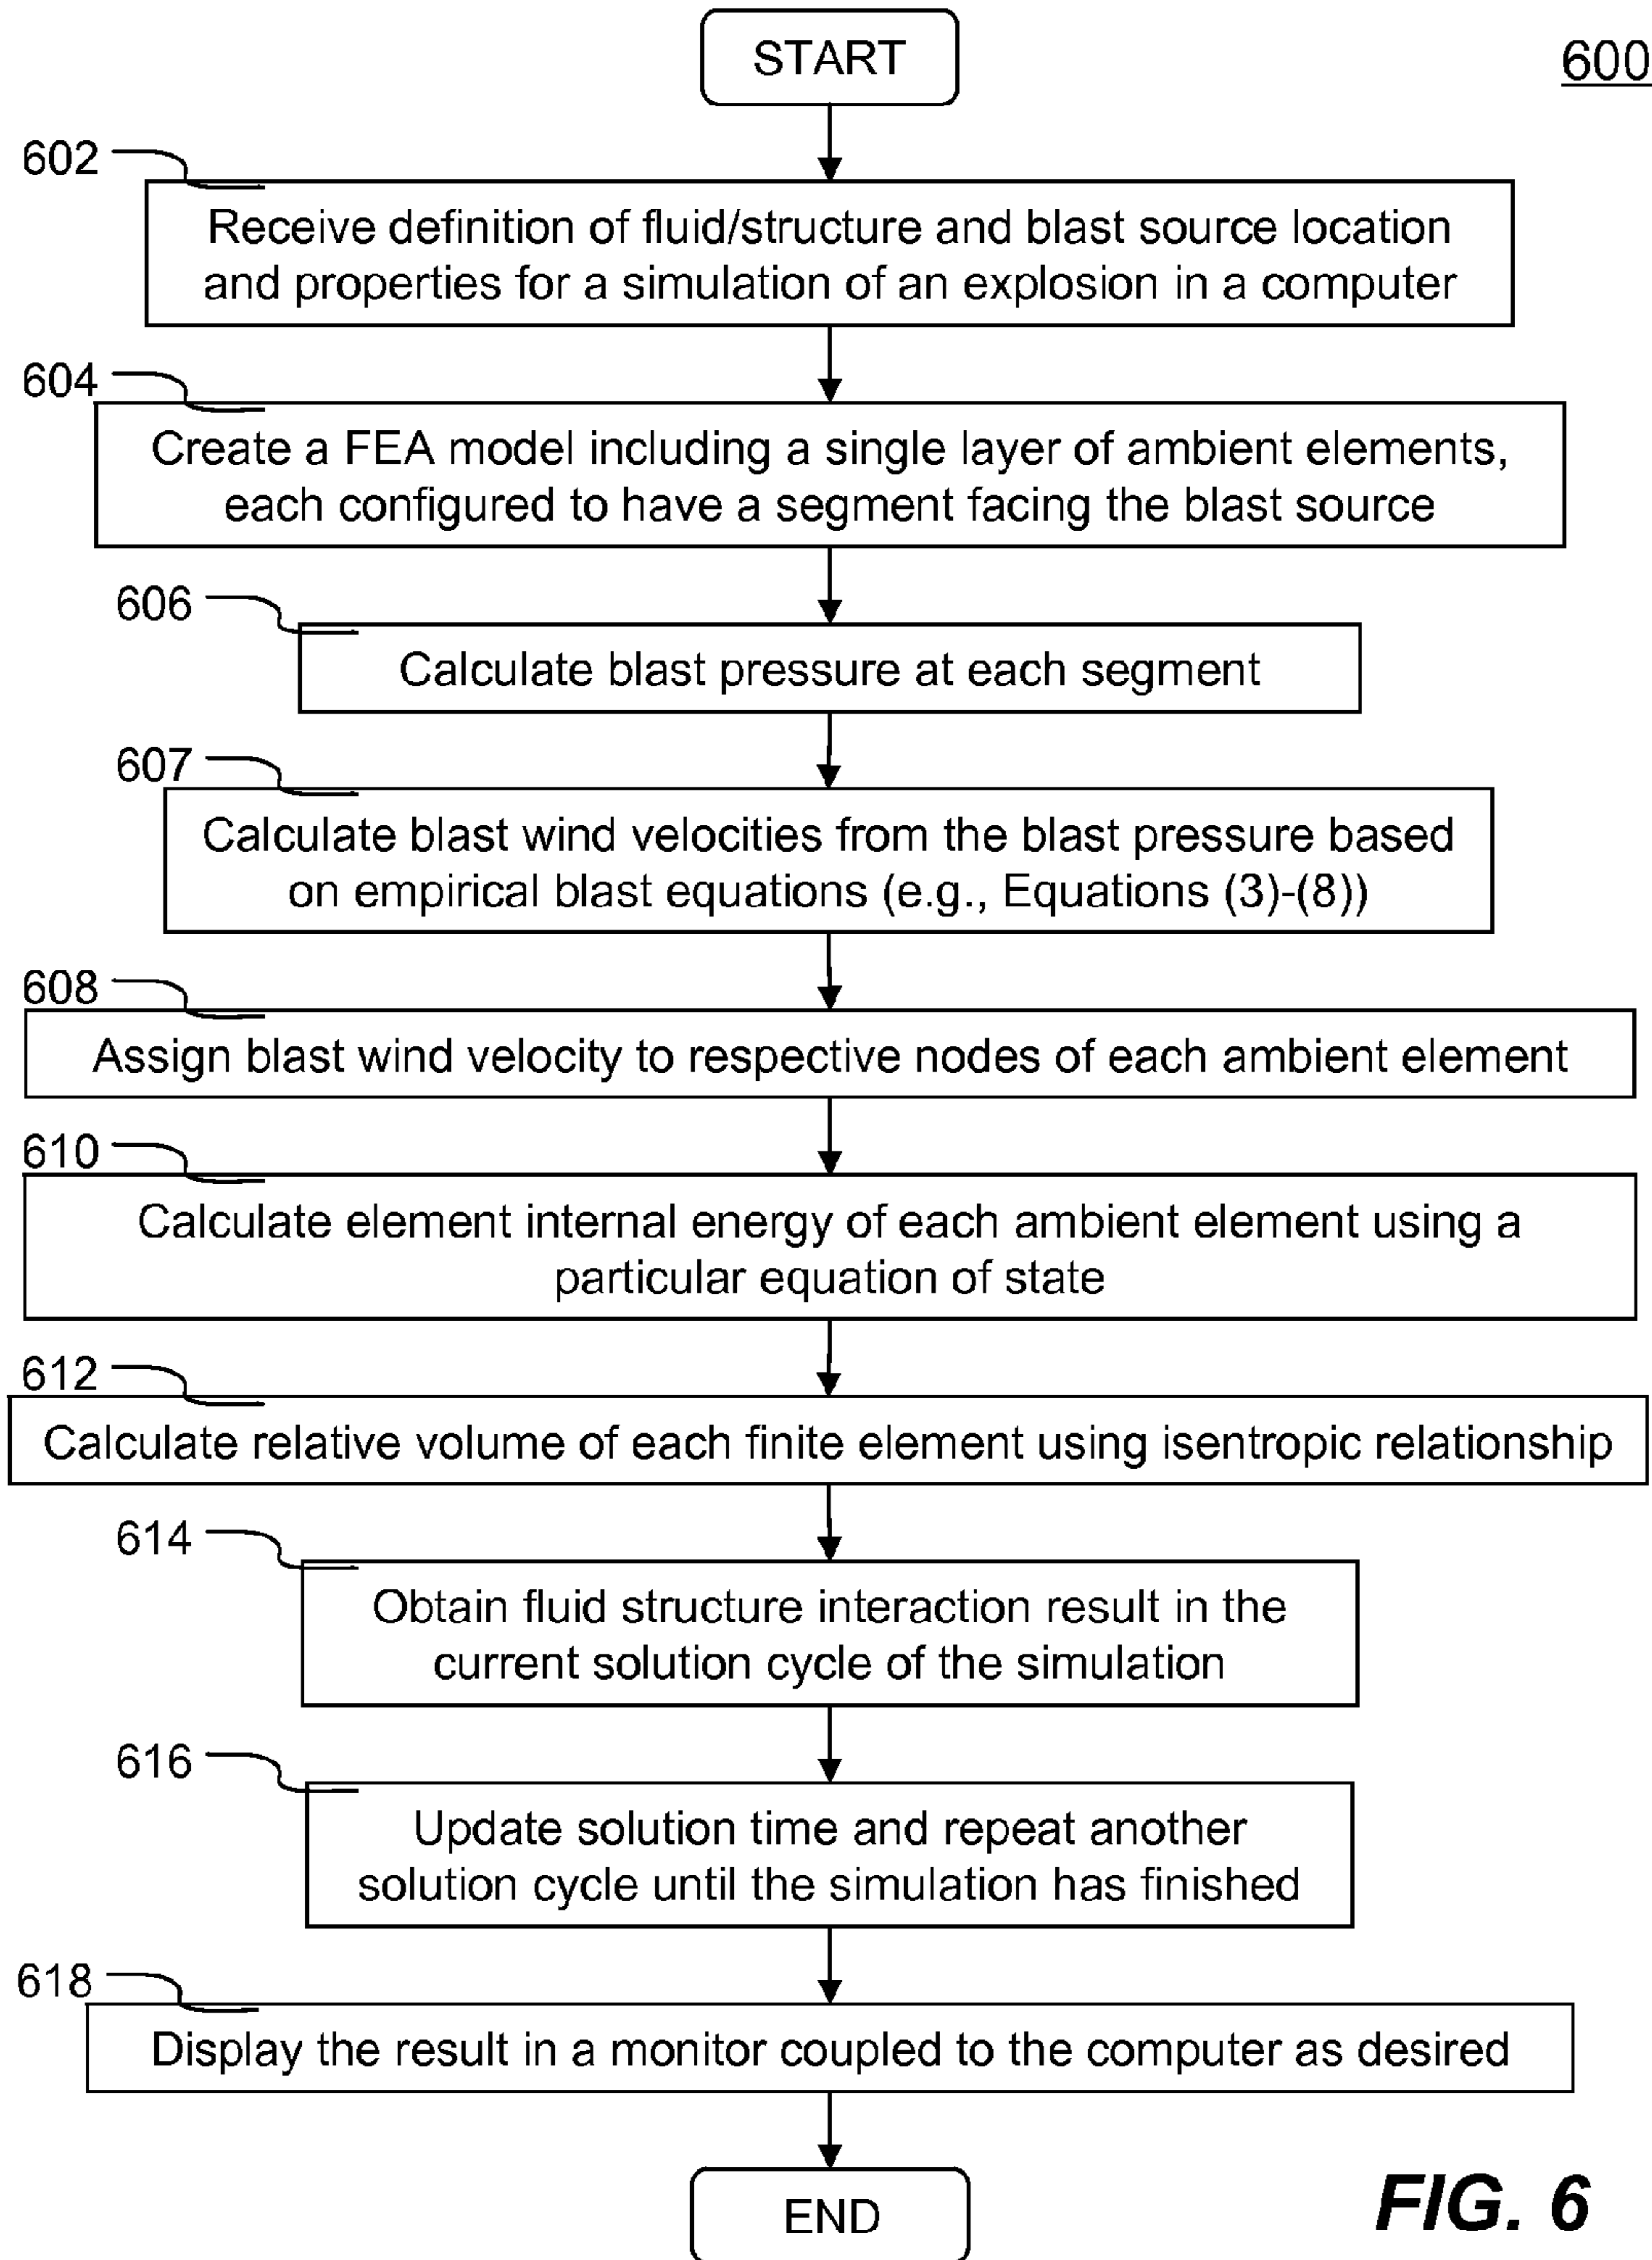 START
600
602
Receive definition of fluid/structure and blast source location
and properties for a simulation of an explosion in a computer
604
Create a FEA model including a single layer of ambient elements,
each configured to have a segment facing the blast source
606
Calculate blast pressure at each segment
607
Calculate blast wind velocities from the blast pressure based
on empirical blast equations (e.g., Equations (3)-(8))
608
Assign blast wind velocity to respective nodes of each ambient element
610
Calculate element internal energy of each ambient element using a
particular equation of state
612
Calculate relative volume of each finite element using isentropic relationship
614
Obtain fluid structure interaction result in the
current solution cycle of the simulation
616
Update solution time and repeat another
solution cycle until the simulation has finished
618
Display the result in a monitor coupled to the computer as desired
END
FIG. 6